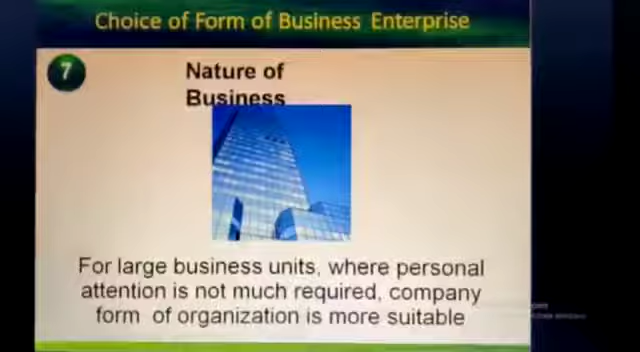 Choice of Form of Business Enterprise
7
Nature of
Business
For large business units, where personal
attention is not much required, company
form of organization is more suitable